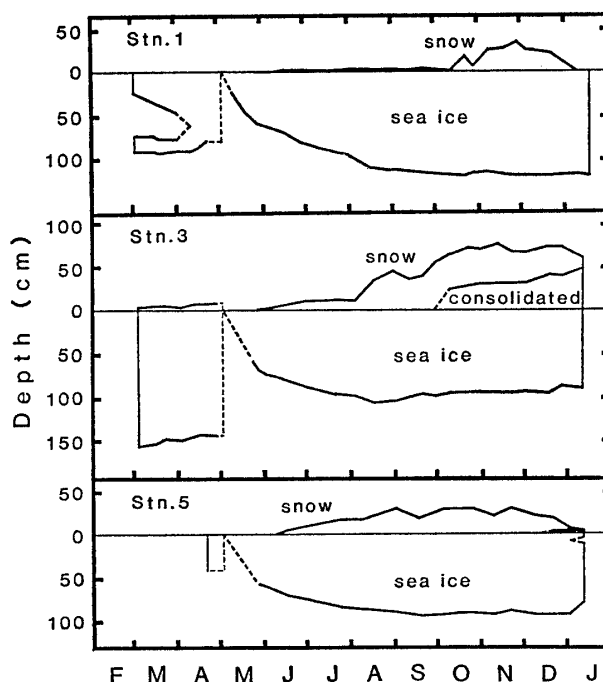 Depth (cm)
50
0
50
100
Stn.1
snow
sea ice
100
50
0
50
100
150
Stn.3
snow
consolidated
sea ice
50
0
50
100
Stn.5
snow
sea ice
F M A M J J A S O N D J